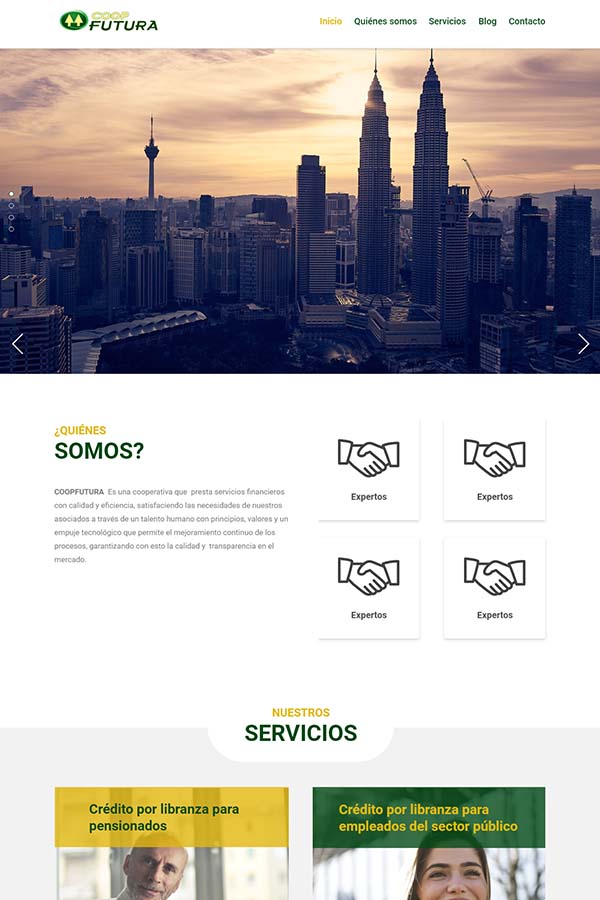 COOP
FUTURA
Inicio Quiénes somos Servicios Blog Contacto
¿QUIÉNES
SOMOS?
COOPFUTURA Es una cooperativa que presta servicios financieros
con calidad y eficiencia, satisfaciendo las necesidades de nuestros
asociados a través de un talento humano con principios, valores y un
empuje tecnológico que permite el mejoramiento continuo de los
procesos, garantizando con esto la calidad y transparencia en el
mercado.
Expertos
Expertos
Expertos
Expertos
NUESTROS
SERVICIOS
Crédito por libranza para
pensionados
Crédito por libranza para
empleados del sector público